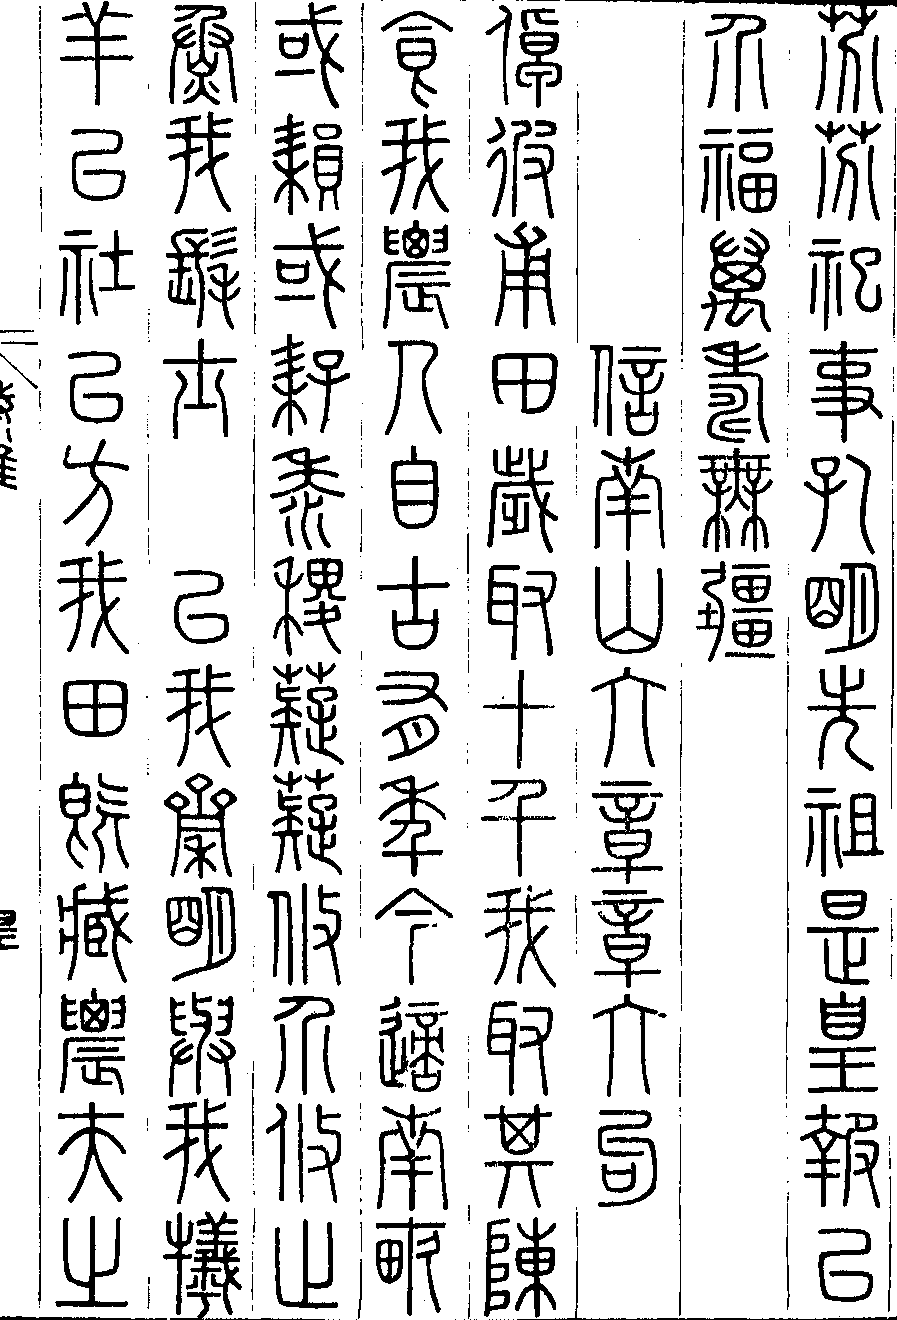 芬芬祀事孔明先祖是皇報以
介福萬壽無疆
信南山六章章六句
倬彼甫田歲取十千我取其陳
食我農人自古有年今適南畝
或耘或耔黍稷薿薿攸介攸止
烝我髦士 以我齊明與我犧
羊以社以方我田既臧農夫之